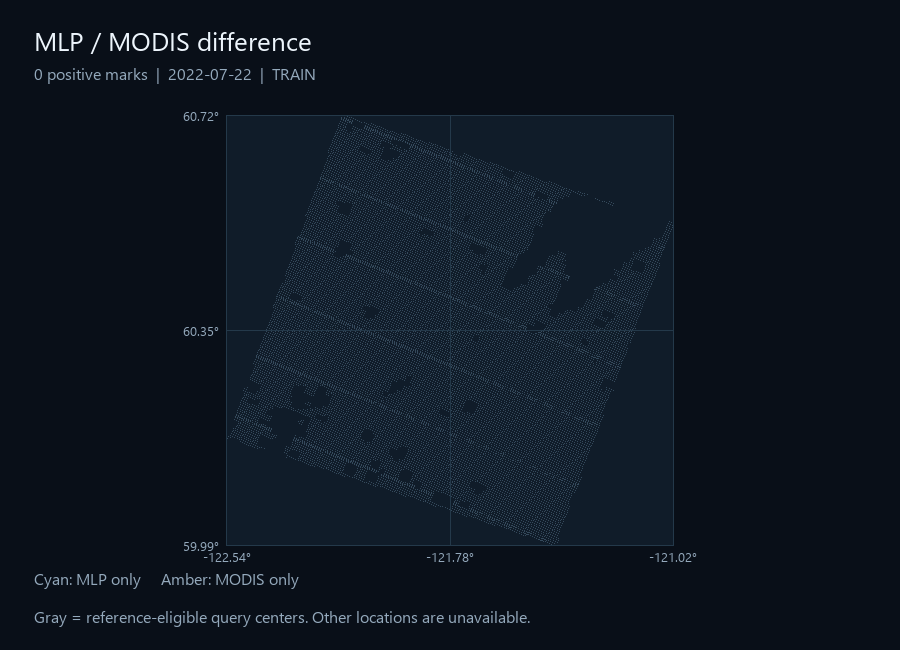 MLP / MODIS difference
0 positive marks | 2022-07-22 | TRAIN
60.72°
60.35°
59.99°
-122.54° -121.78° -121.02°
Cyan: MLP only Amber: MODIS only
Gray = reference-eligible query centers. Other locations are unavailable.